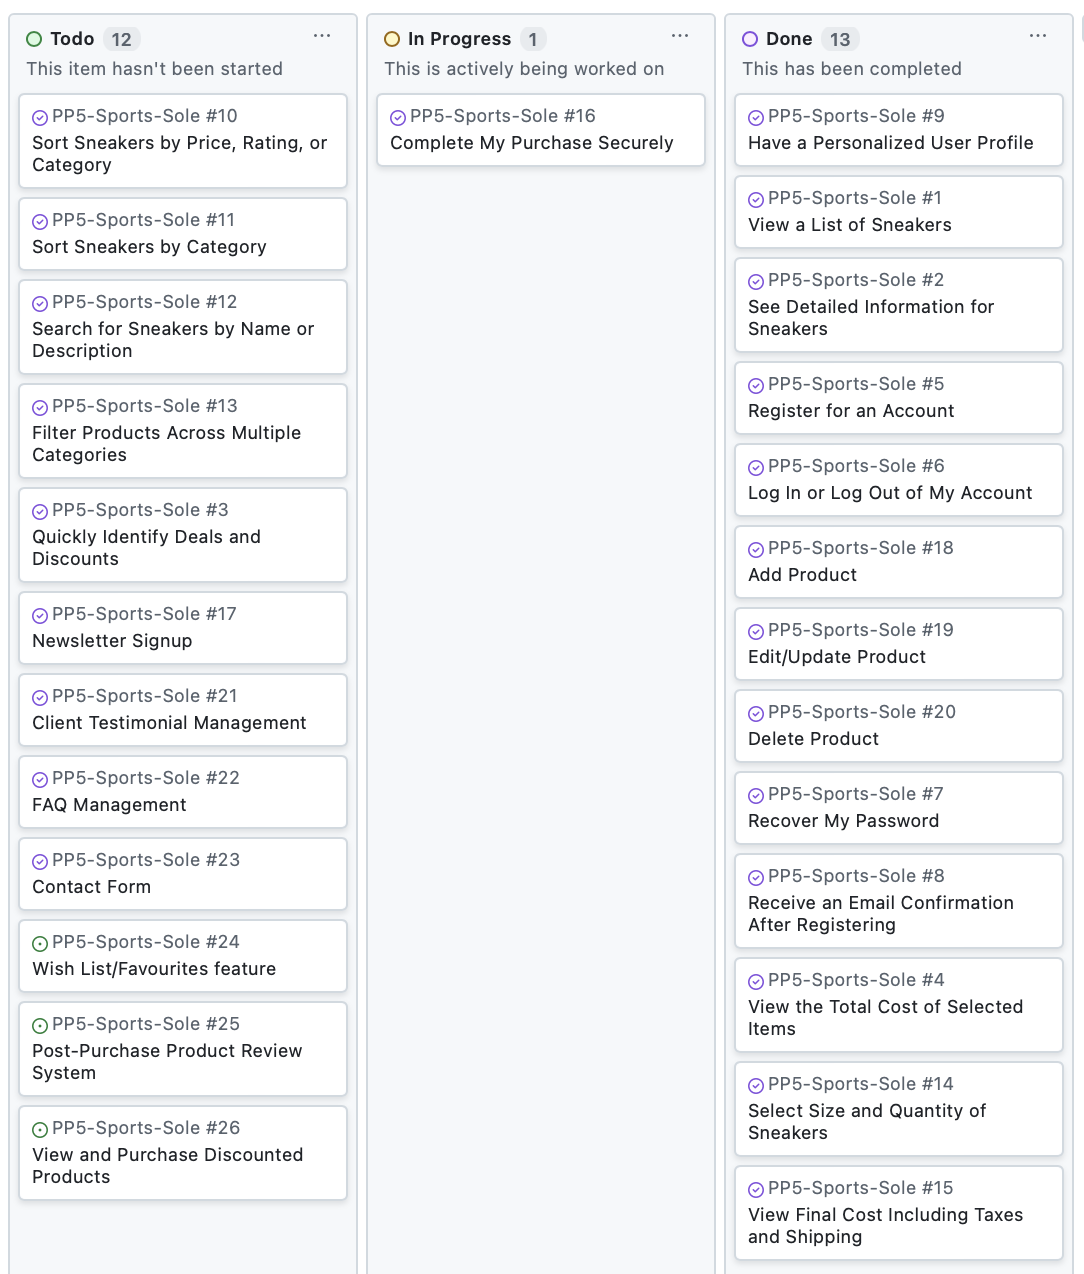 Todo 12 ...
This item hasn't been started
PP5-Sports-Sole #10
Sort Sneakers by Price, Rating, or
Category
PP5-Sports-Sole #11
Sort Sneakers by Category
PP5-Sports-Sole #12
Search for Sneakers by Name or
Description
PP5-Sports-Sole #13
Filter Products Across Multiple
Categories
PP5-Sports-Sole #3
Quickly Identify Deals and
Discounts
PP5-Sports-Sole #17
Newsletter Signup
PP5-Sports-Sole #21
Client Testimonial Management
PP5-Sports-Sole #22
FAQ Management
PP5-Sports-Sole #23
Contact Form
PP5-Sports-Sole #24
Wish List/Favourites feature
PP5-Sports-Sole #25
Post-Purchase Product Review
System
PP5-Sports-Sole #26
View and Purchase Discounted
Products
In Progress 1 ...
This is actively being worked on
PP5-Sports-Sole #16
Complete My Purchase Securely
Done 13 ...
This has been completed
PP5-Sports-Sole #9
Have a Personalized User Profile
PP5-Sports-Sole #1
View a List of Sneakers
PP5-Sports-Sole #2
See Detailed Information for
Sneakers
PP5-Sports-Sole #5
Register for an Account
PP5-Sports-Sole #6
Log In or Log Out of My Account
PP5-Sports-Sole #18
Add Product
PP5-Sports-Sole #19
Edit/Update Product
PP5-Sports-Sole #20
Delete Product
PP5-Sports-Sole #7
Recover My Password
PP5-Sports-Sole #8
Receive an Email Confirmation
After Registering
PP5-Sports-Sole #4
View the Total Cost of Selected
Items
PP5-Sports-Sole #14
Select Size and Quantity of
Sneakers
PP5-Sports-Sole #15
View Final Cost Including Taxes
and Shipping